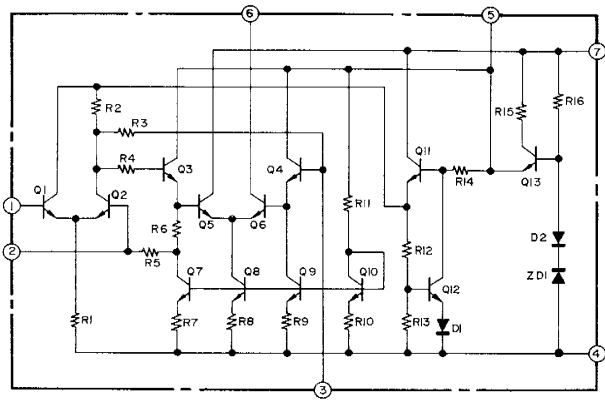 6 5
7
R2 R15 R16
R3
R4 Q3 Q4 Q11
R14
Q1 Q2 Q13
1
R11
R6 Q5 Q6
2
R5 R12 D2
Q7 Q8 Q9 Q10 Q12 ZD1
R1 R7 R8 R9 R10 R13 D1
4
3